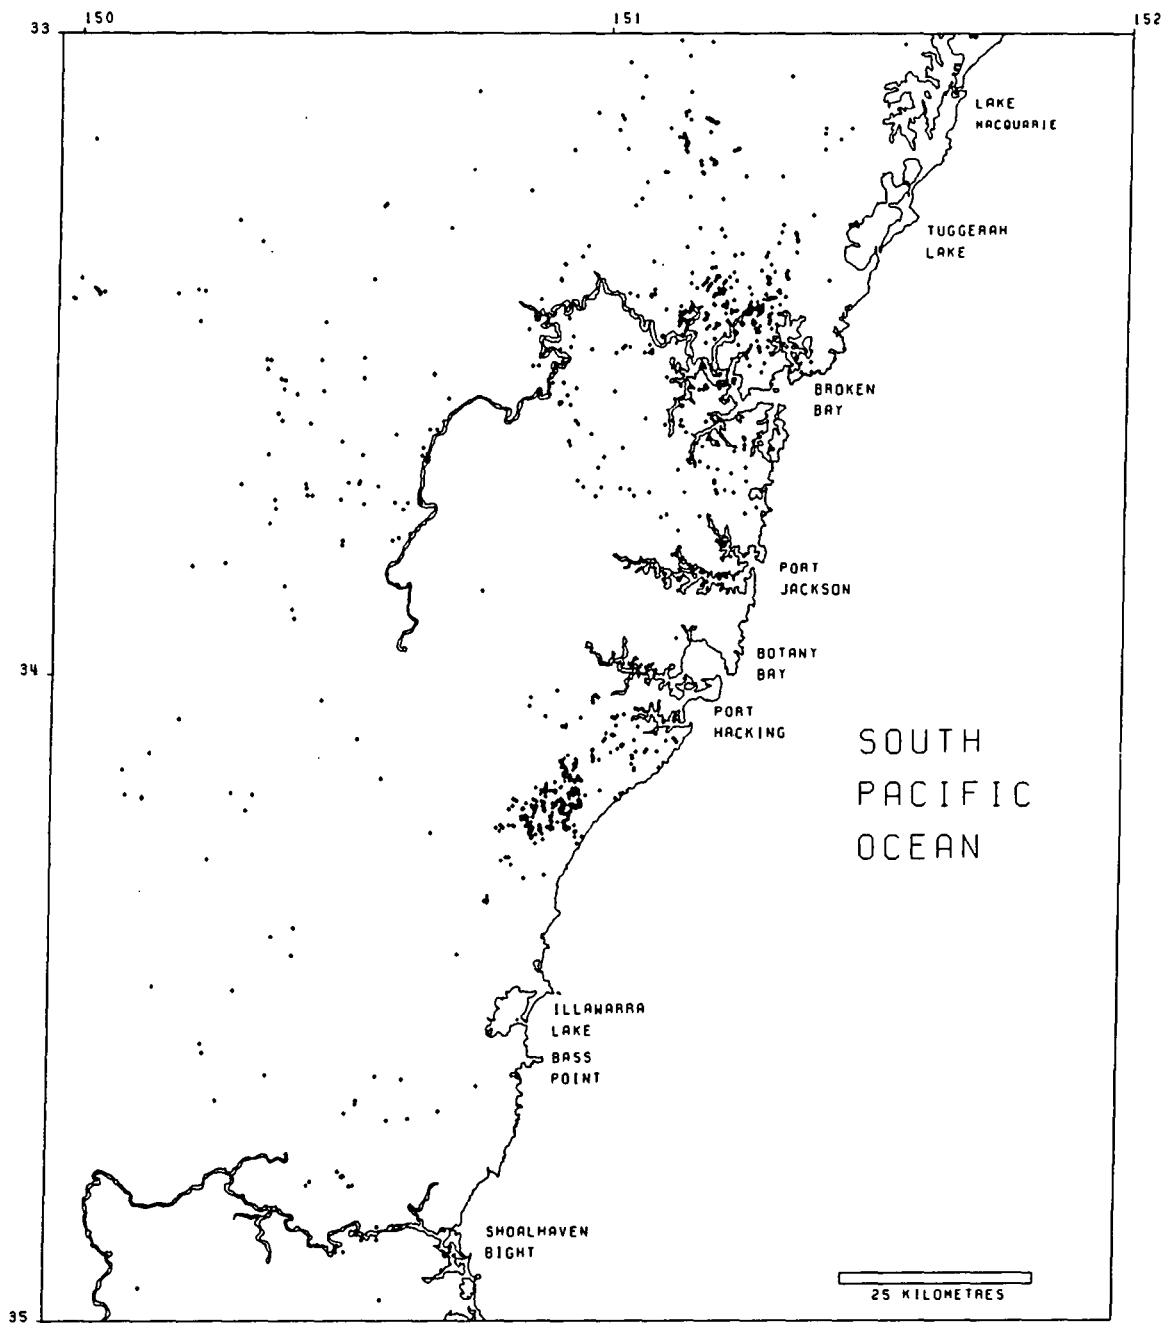 150
151
152
33
LAKE
MACQUARIE
TUGGERAH
LAKE
BROKEN
BAY
PORT
JACKSON
34
BOTANY
BAY
PORT
HACKING
SOUTH
PACIFIC
OCEAN
ILLAWARRA
LAKE
BASS
POINT
SHOALHAVEN
BIGHT
25 KILOMETRES
35